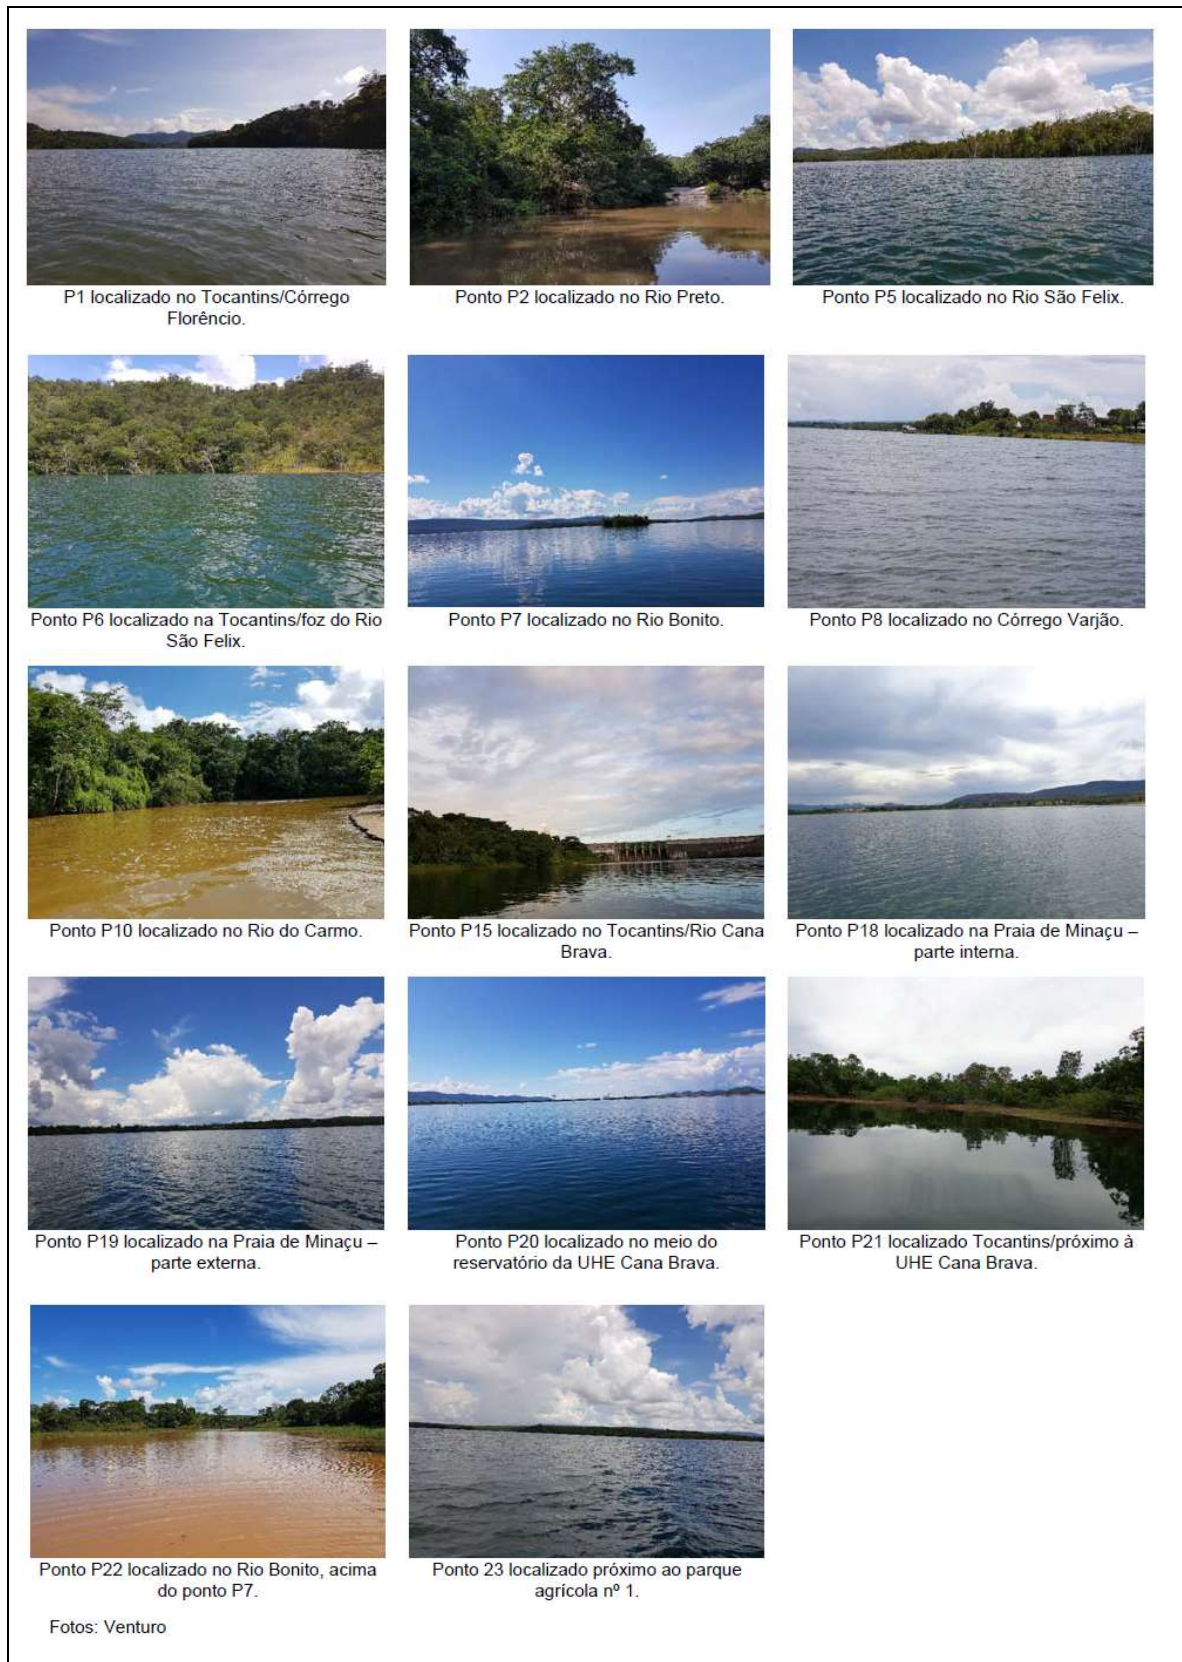 P1 localizado no Tocantins/Córrego
Florêncio.
Ponto P2 localizado no Rio Preto.
Ponto P5 localizado no Rio São Felix.
Ponto P6 localizado na Tocantins/foz do Rio
São Felix.
Ponto P7 localizado no Rio Bonito.
Ponto P8 localizado no Córrego Varjão.
Ponto P10 localizado no Rio do Carmo.
Ponto P15 localizado no Tocantins/Rio Cana
Brava.
Ponto P18 localizado na Praia de Minaçu –
parte interna.
Ponto P19 localizado na Praia de Minaçu –
parte externa.
Ponto P20 localizado no meio do
reservatório da UHE Cana Brava.
Ponto P21 localizado Tocantins/próximo à
UHE Cana Brava.
Ponto P22 localizado no Rio Bonito, acima
do ponto P7.
Ponto 23 localizado próximo ao parque
agrícola nº 1.
Fotos: Venturo